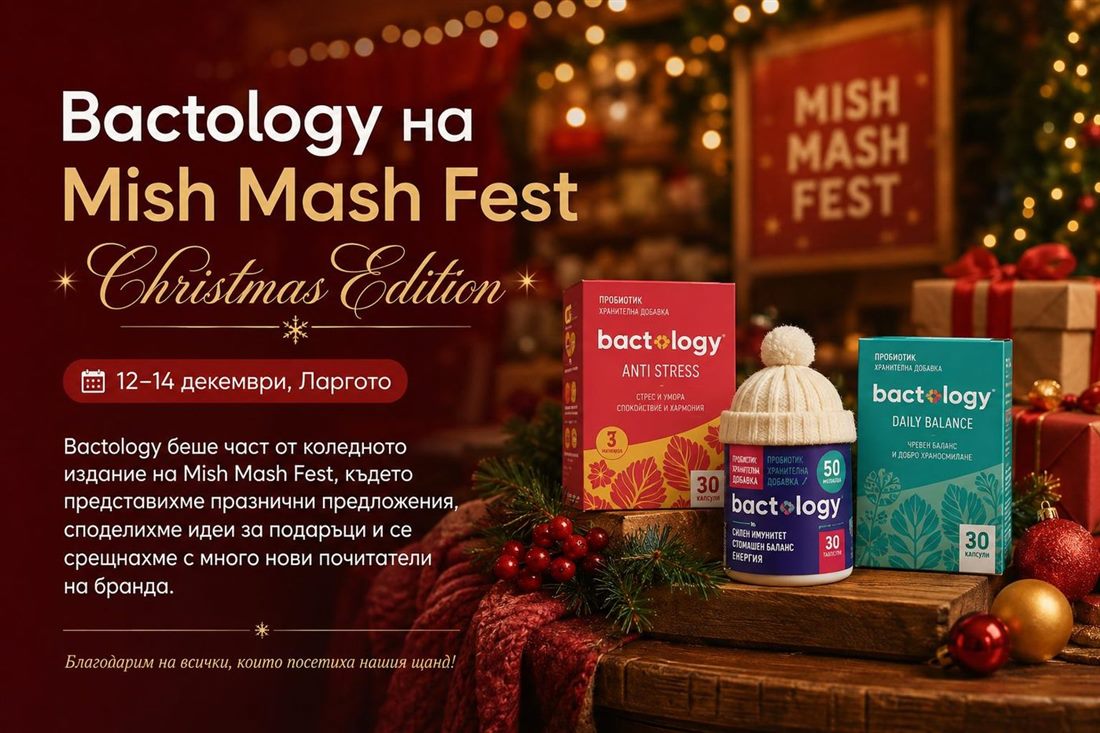 Bactology на
Mish Mash Fest
Christmas Edition
12–14 декември, Ларгото
Bactology беше част от коледното
издание на Mish Mash Fest, където
представихме празнични предложения,
споделихме идеи за подаръци и се
срещнахме с много нови почитатели
на бранда.
Благодарим на всички, които посетиха нашия щанд!
MISH
MASH
FEST
ПРОБИОТИК
ХРАНИТЕЛНА ДОБАВКА
bactology
ANTI STRESS
СТРЕС И УМОРА
СПОКОЙСТВИЕ И ХАРМОНИЯ
3
30
КАПСУЛИ
ПРОБИОТИК
ХРАНИТЕЛНА
ДОБАВКА
50
bactology
СИЛЕН ИМУНИТЕТ
СТОМАШЕН БАЛАНС
ЕНЕРГИЯ
30
ПРОБИОТИК
ХРАНИТЕЛНА ДОБАВКА
bactology
DAILY BALANCE
ЧРЕВЕН БАЛАНС
И ДОБРО ХРАНОСМИЛАНЕ
30
КАПСУЛИ